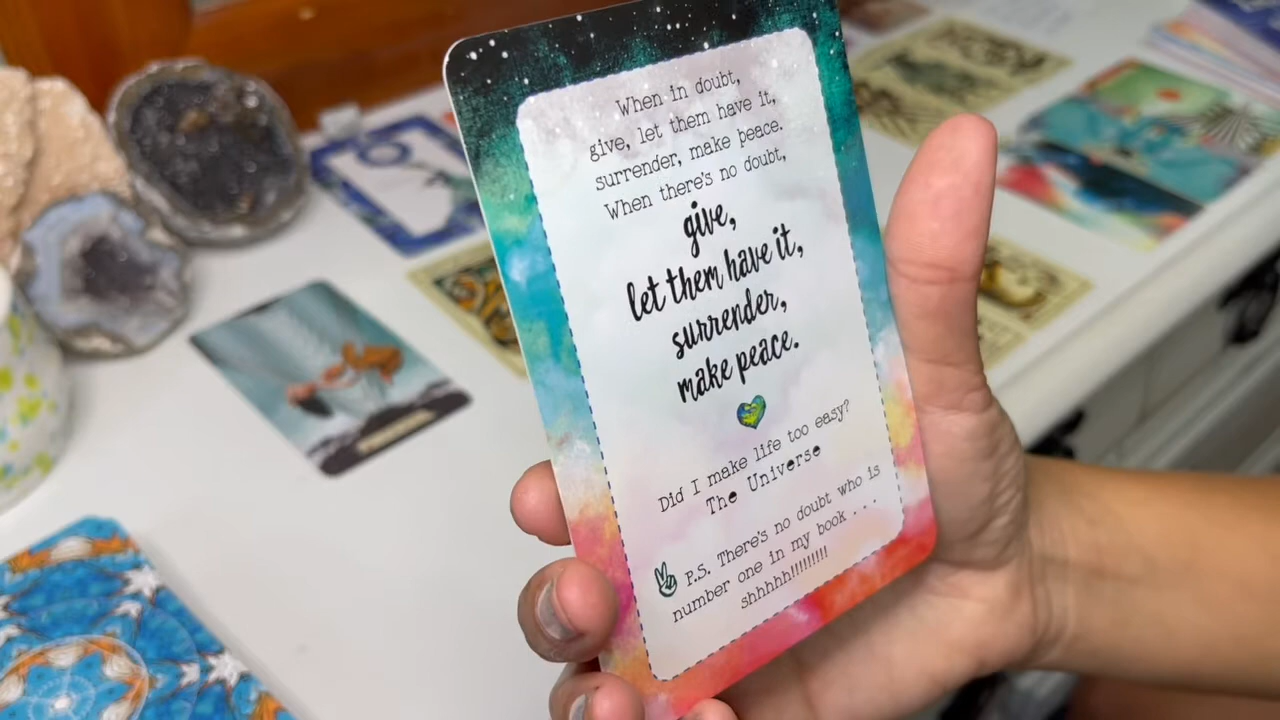 When in doubt,
give, let them have it,
surrender, make peace.
When there's no doubt,
give,
let them have it,
surrender,
make peace.
Did I make life too easy?
The Universe
P.S. There's no doubt who is
number one in my book . . .
shhhhh!!!!!!!!!